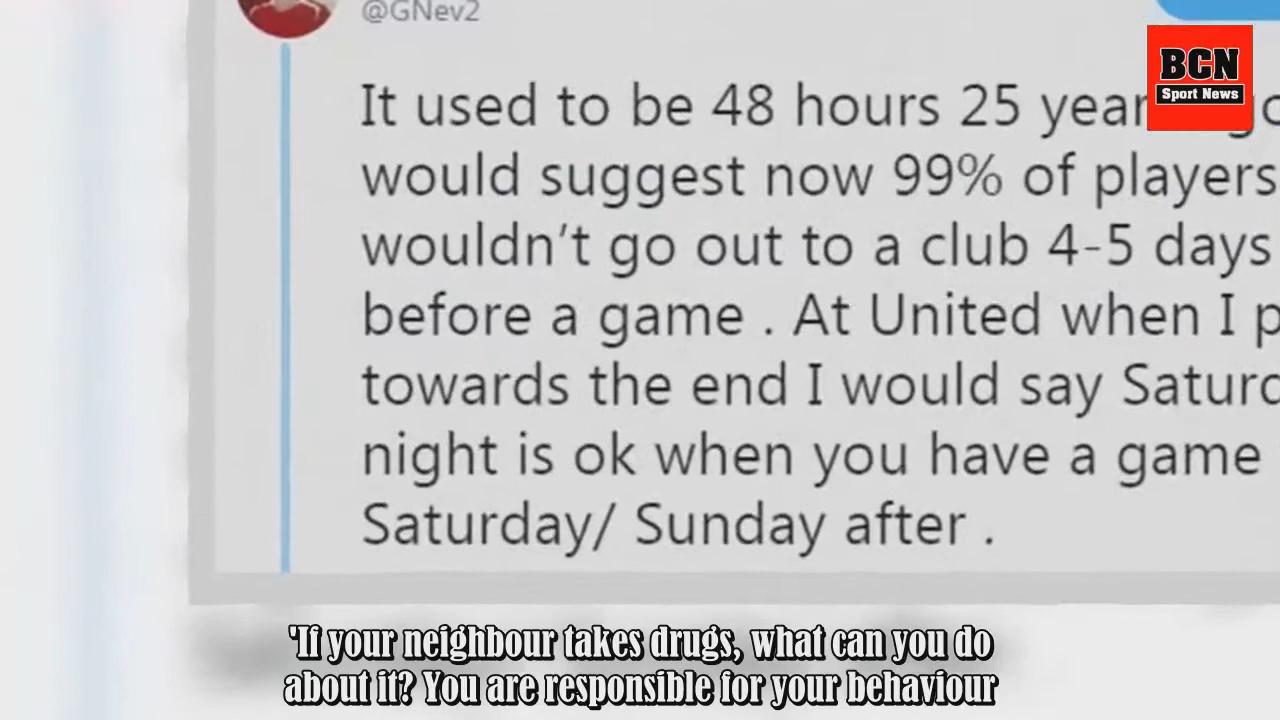 @GNev2
BCN
Sport News
It used to be 48 hours 25
would suggest now 99% of players
wouldn’t go out to a club 4-5 days
before a game . At United when I
towards the end I would say
night is ok when you have a game
Saturday/ Sunday after .
'If your neighbour takes drugs, what can you do
about it? You are responsible for your behaviour